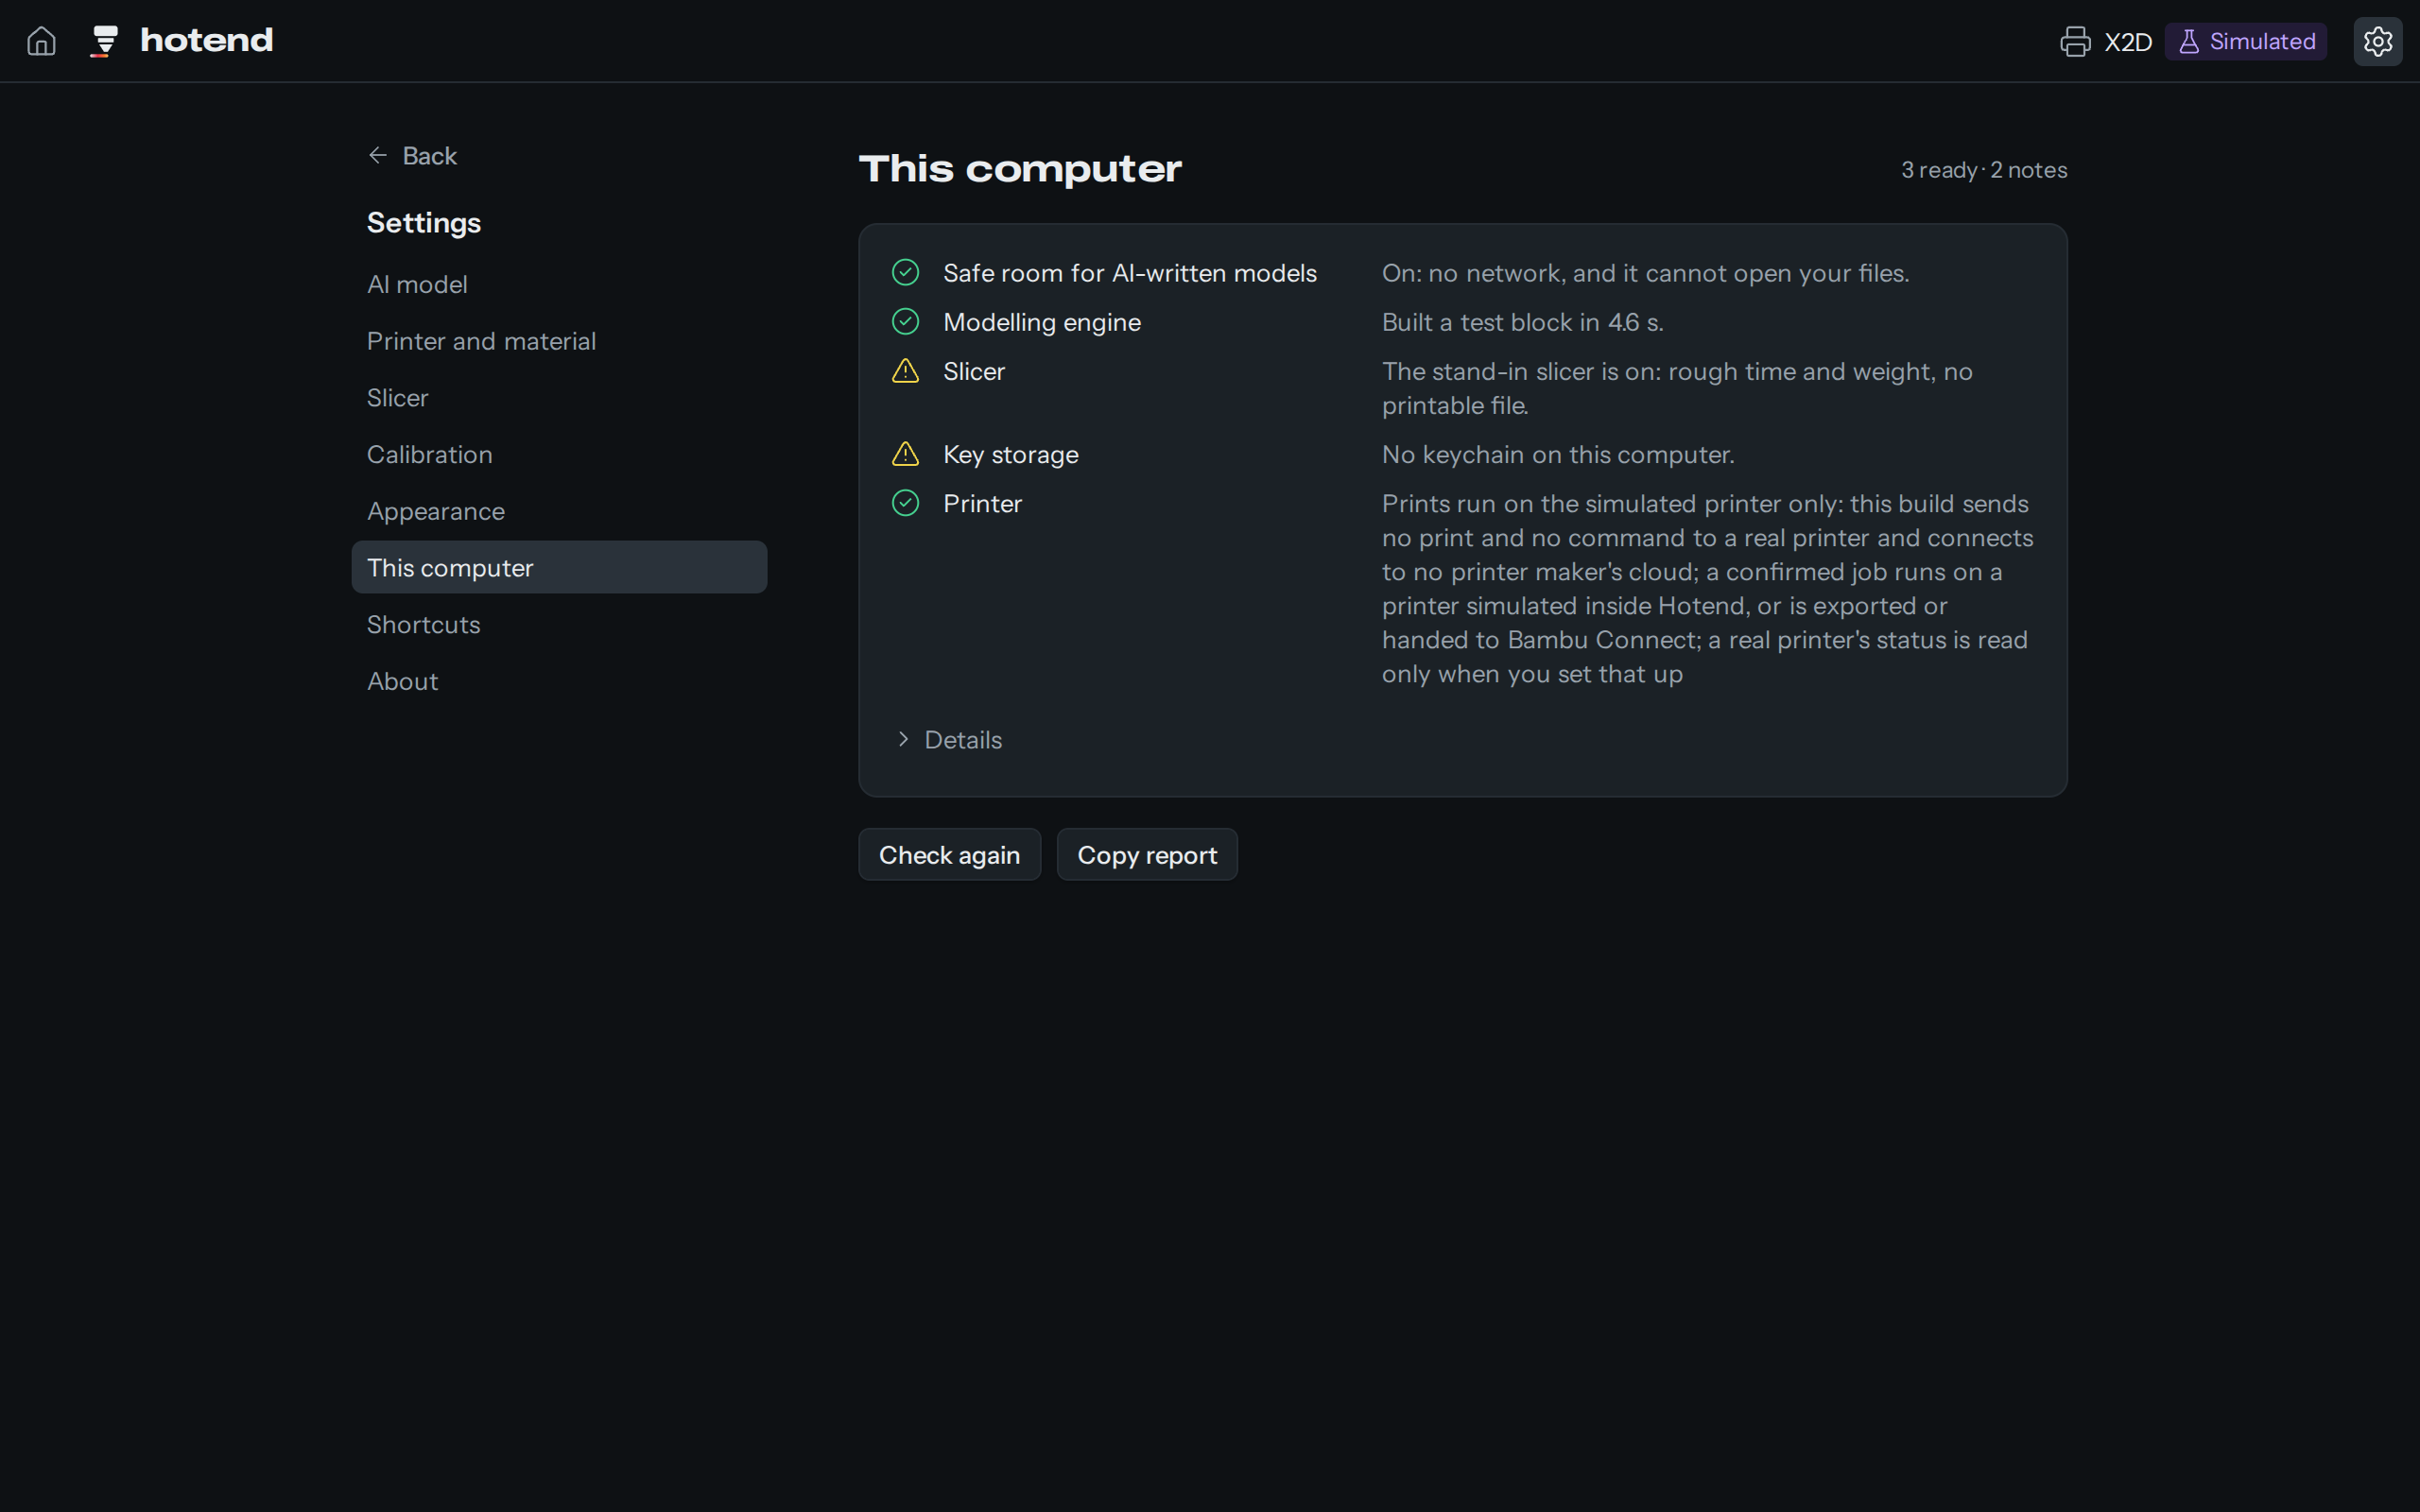 hotend
X2D
Simulated
Back
Settings
AI model
Printer and material
Slicer
Calibration
Appearance
This computer
Shortcuts
About
This computer
3 ready · 2 notes
Safe room for AI-written models
On: no network, and it cannot open your files.
Modelling engine
Built a test block in 4.6 s.
Slicer
The stand-in slicer is on: rough time and weight, no
printable file.
Key storage
No keychain on this computer.
Printer
Prints run on the simulated printer only: this build sends
no print and no command to a real printer and connects
to no printer maker's cloud; a confirmed job runs on a
printer simulated inside Hotend, or is exported or
handed to Bambu Connect; a real printer's status is read
only when you set that up
Details
Check again
Copy report